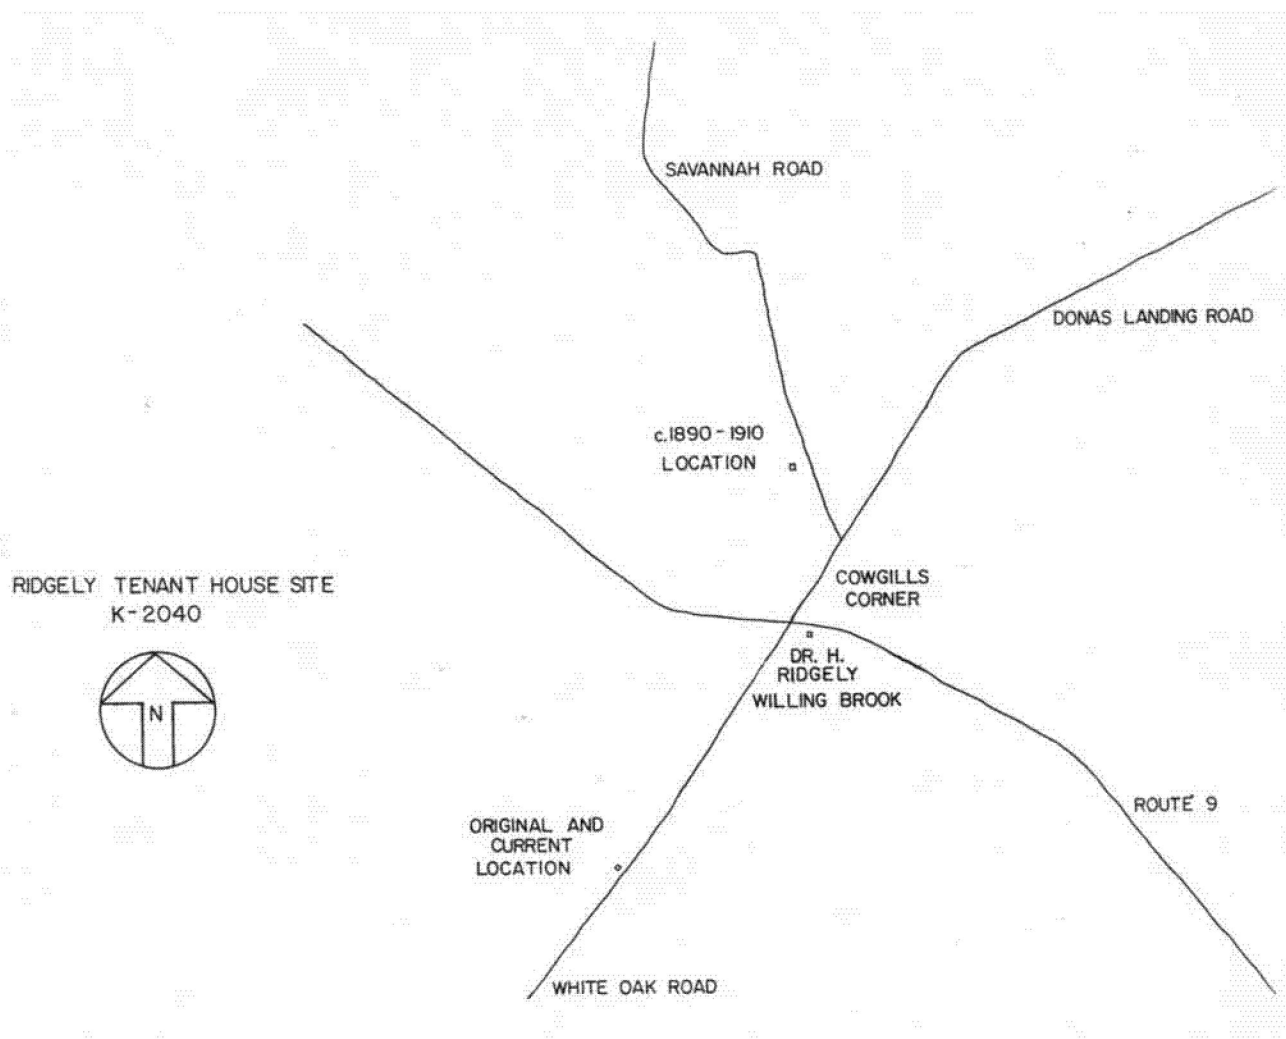 SAVANNAH ROAD
DONAS LANDING ROAD
c.1890-1910
LOCATION
RIDGELY TENANT HOUSE SITE
K-2040
N
COWGILLS
CORNER
DR. H.
RIDGELY
WILLING BROOK
ROUTE 9
ORIGINAL AND
CURRENT
LOCATION
WHITE OAK ROAD